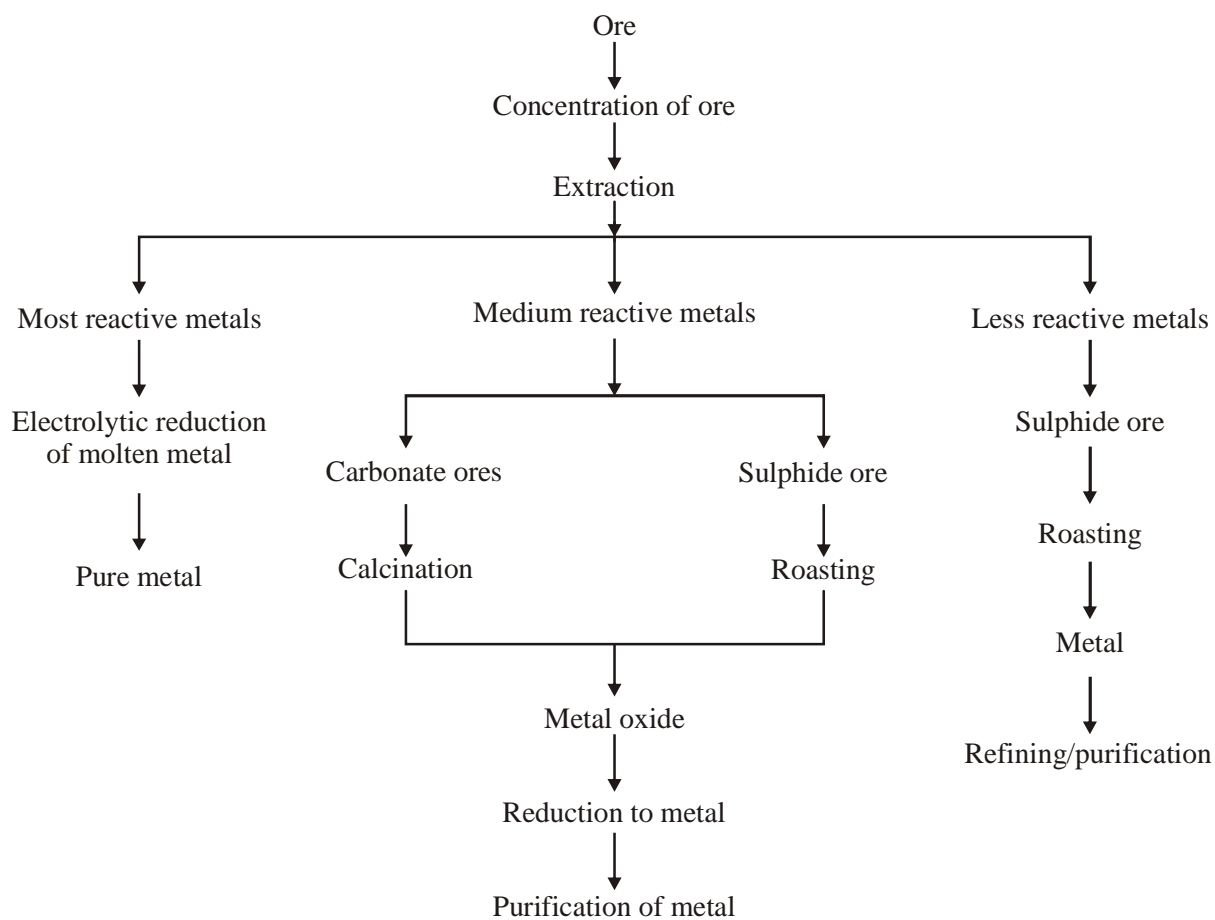 Ore
Concentration of ore
Extraction
Most reactive metals
Medium reactive metals
Less reactive metals
Electrolytic reduction
of molten metal
Sulphide ore
Carbonate ores
Sulphide ore
Roasting
Pure metal
Calcination
Roasting
Metal
Metal oxide
Refining/purification
Reduction to metal
Purification of metal